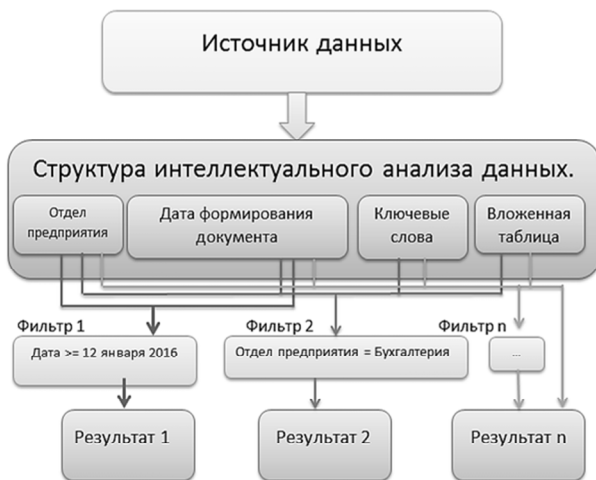 Источник данных
Структура интеллектуального анализа данных.
Отдел
предприятия
Дата формирования
документа
Ключевые
слова
Вложенная
таблица
Фильтр 1
Фильтр 2
Фильтр n
Дата >= 12 января 2016
Отдел предприятия = Бухгалтерия
...
Результат 1
Результат 2
Результат n